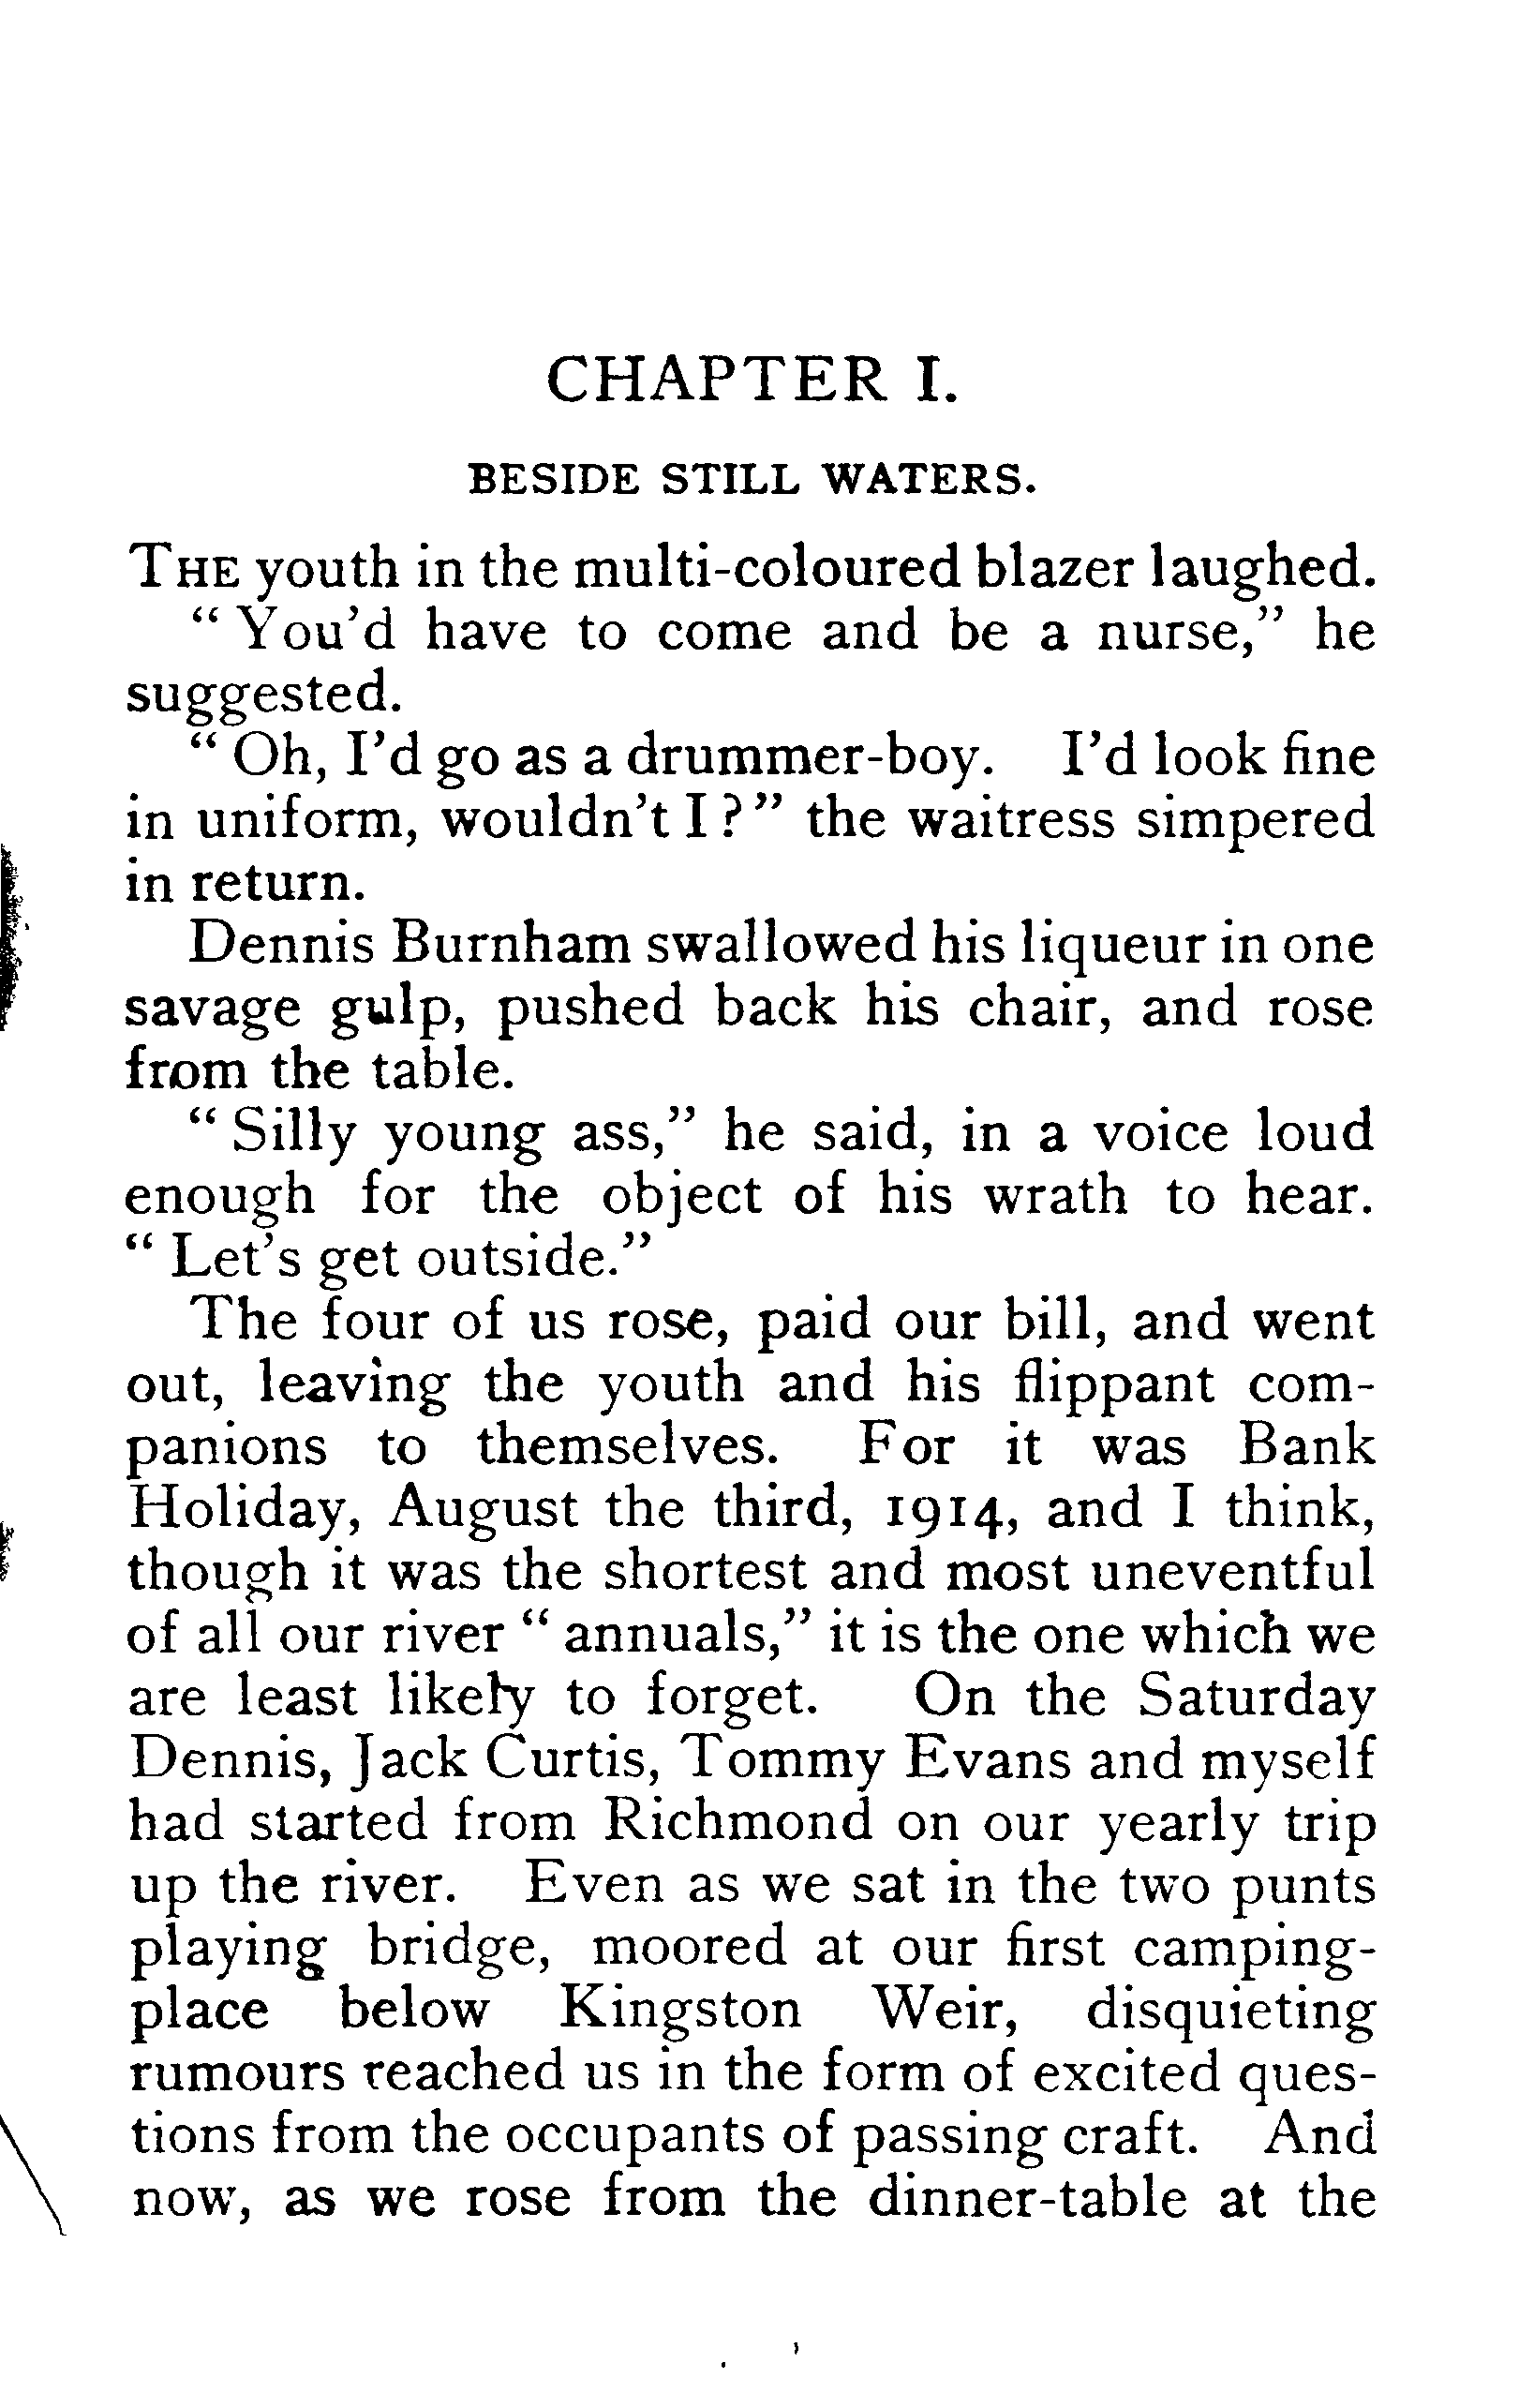 CHAPTER I.
BESIDE STILL WATERS.
THE youth in the multi-coloured blazer laughed.
“ You’d have to come and be a nurse,” he
suggested.
“ Oh, I’d go as a drummer-boy. I’d look fine
in uniform, wouldn’t I ? ” the waitress simpered
in return.
Dennis Burnham swallowed his liqueur in one
savage gulp, pushed back his chair, and rose
from the table.
“ Silly young ass,” he said, in a voice loud
enough for the object of his wrath to hear.
“ Let’s get outside.”
The four of us rose, paid our bill, and went
out, leaving the youth and his flippant com-
panions to themselves. For it was Bank
Holiday, August the third, 1914, and I think,
though it was the shortest and most uneventful
of all our river “ annuals,” it is the one which we
are least likely to forget. On the Saturday
Dennis, Jack Curtis, Tommy Evans and myself
had started from Richmond on our yearly trip
up the river. Even as we sat in the two punts
playing bridge, moored at our first camping-
place below Kingston Weir, disquieting
rumours reached us in the form of excited ques-
tions from the occupants of passing craft. And
now, as we rose from the dinner-table at the